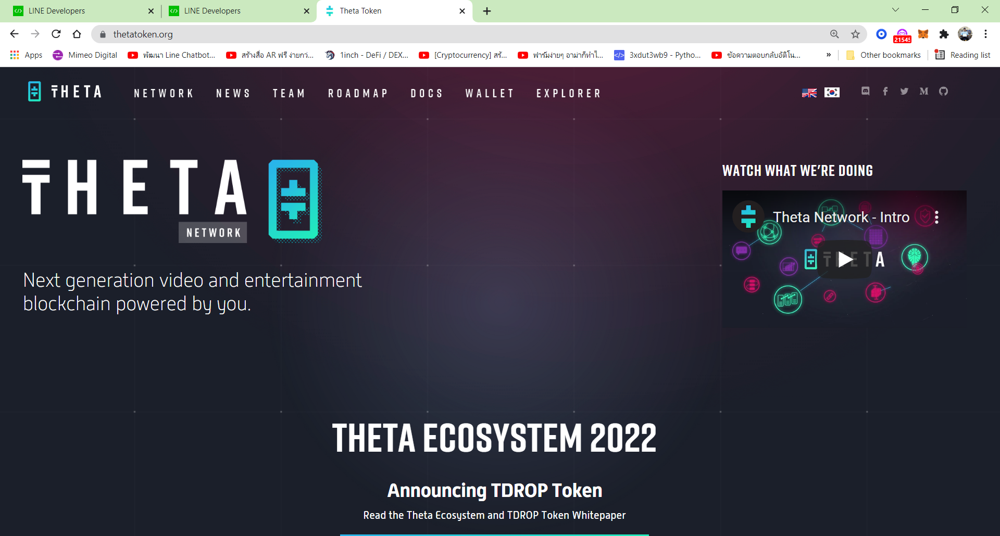 LINE Developers
LINE Developers
Theta Token
thetatoken.org
21545
Apps
Mimeo Digital
พัฒนา Line Chatbot...
สร้างสื่อ AR ฟรี ง่ายกว่...
1inch - DeFi / DEX...
[Cryptocurrency] สรั...
ฟาร์มง่ายๆ อาม่าก็ทำไ...
3xdut3wb9 - Pytho...
ข้อความตอบกลับอัติโน...
»
Other bookmarks
Reading list
THETA
NETWORK
NEWS
TEAM
ROADMAP
DOCS
WALLET
EXPLORER
THETA
NETWORK
Next generation video and entertainment
blockchain powered by you.
WATCH WHAT WE'RE DOING
Theta Network - Intro
THETA
THETA ECOSYSTEM 2022
Announcing TDROP Token
Read the Theta Ecosystem and TDROP Token Whitepaper